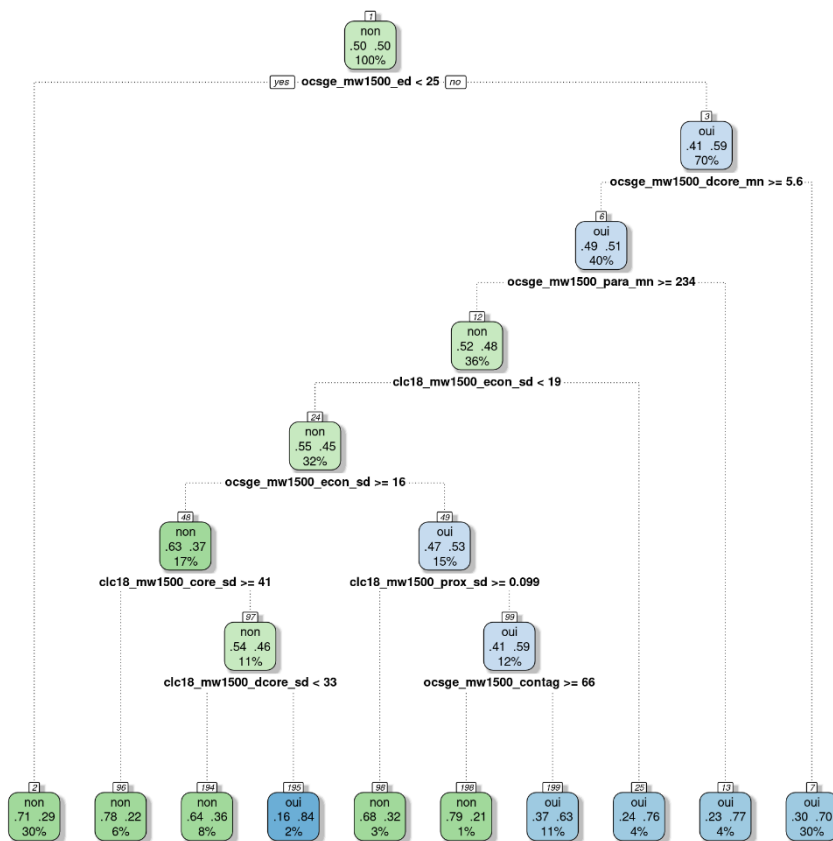 1
non
.50 .50
100%
yes ocsge_mw1500_ed < 25 no
3
oui
.41 .59
70%
ocsge_mw1500_dcore_mn >= 5.6
6
oui
.49 .51
40%
ocsge_mw1500_para_mn >= 234
12
non
.52 .48
36%
clc18_mw1500_econ_sd < 19
24
non
.55 .45
32%
ocsge_mw1500_econ_sd >= 16
48
non
.63 .37
17%
clc18_mw1500_core_sd >= 41
49
oui
.47 .53
15%
clc18_mw1500_prox_sd >= 0.099
97
non
.54 .46
11%
clc18_mw1500_dcore_sd < 33
99
oui
.41 .59
12%
ocsge_mw1500_contag >= 66
2
non
.71 .29
30%
96
non
.78 .22
6%
194
non
.64 .36
8%
195
oui
.16 .84
2%
98
non
.68 .32
3%
198
non
.79 .21
1%
199
oui
.37 .63
11%
25
oui
.24 .76
4%
13
oui
.23 .77
4%
7
oui
.30 .70
30%